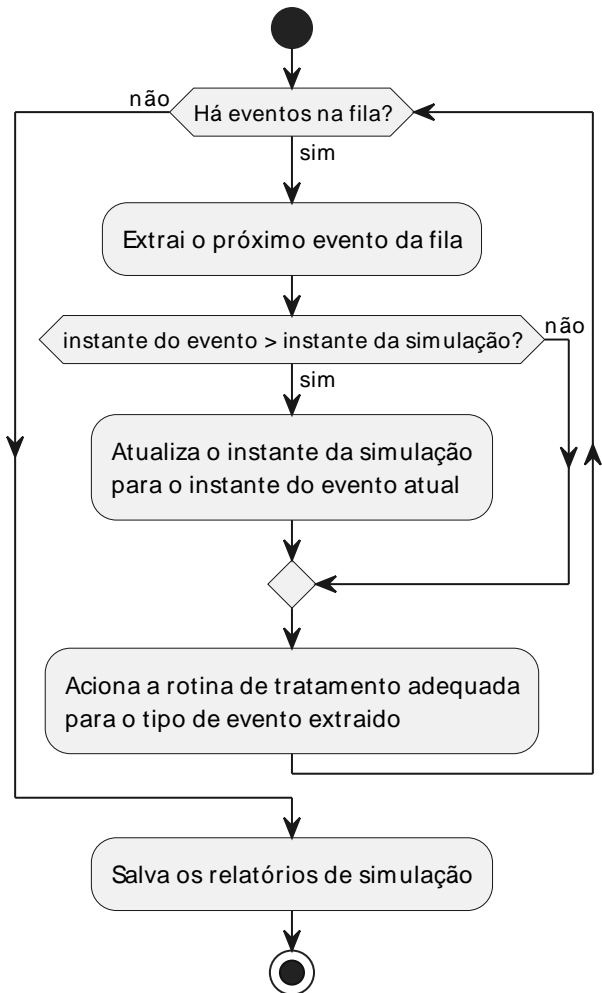 não
Há eventos na fila?
sim
Extrai o próximo evento da fila
instante do evento > instante da simulação?
não
sim
Atualiza o instante da simulação
para o instante do evento atual
Aciona a rotina de tratamento adequada
para o tipo de evento extraido
Salva os relatórios de simulação